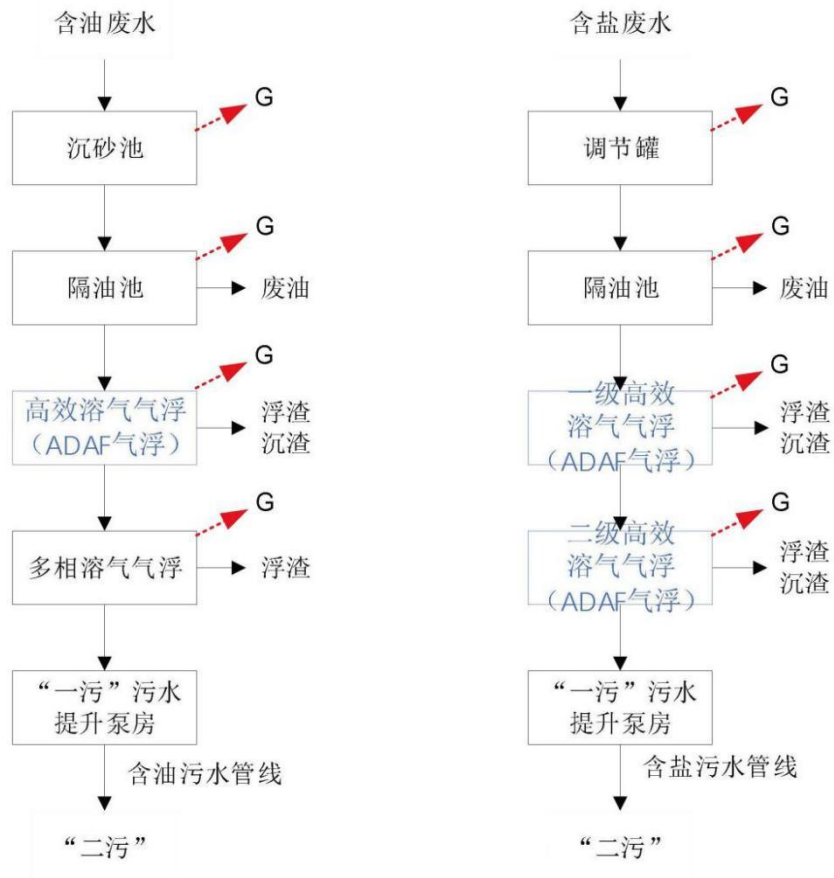 含油废水
G
沉砂池
G
隔油池
废油
G
高效溶气气浮
（ADAF气浮）
浮渣
沉渣
G
多相溶气气浮
浮渣
“一污”污水
提升泵房
含油污水管线
“二污”
含盐废水
G
调节罐
G
隔油池
废油
G
一级高效
溶气气浮
（ADAF气浮）
浮渣
沉渣
G
二级高效
溶气气浮
（ADAF气浮）
浮渣
沉渣
“一污”污水
提升泵房
含盐污水管线
“二污”